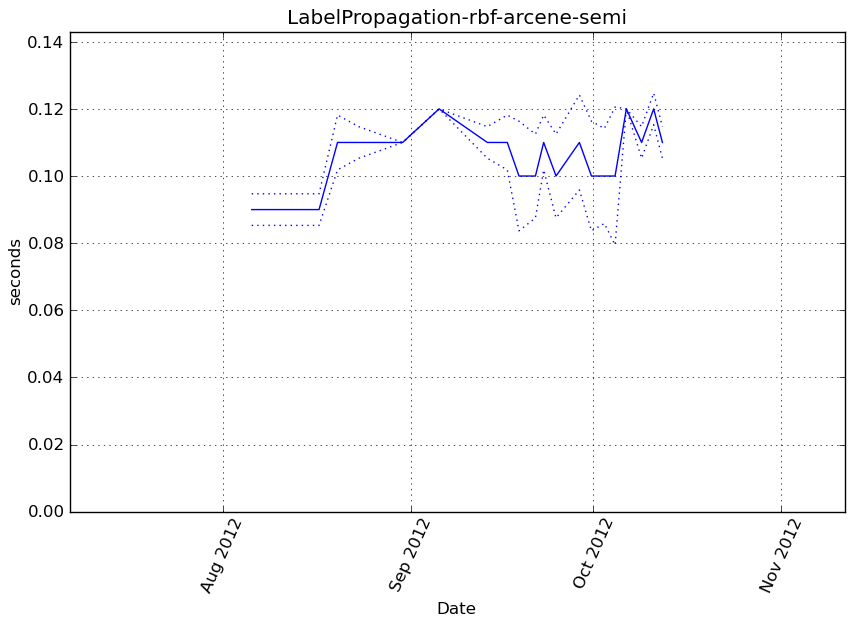 LabelPropagation-rbf-arcene-semi
0.14
0.12
0.10
0.08
0.06
0.04
0.02
0.00
seconds
Aug 2012
Sep 2012
Oct 2012
Nov 2012
Date